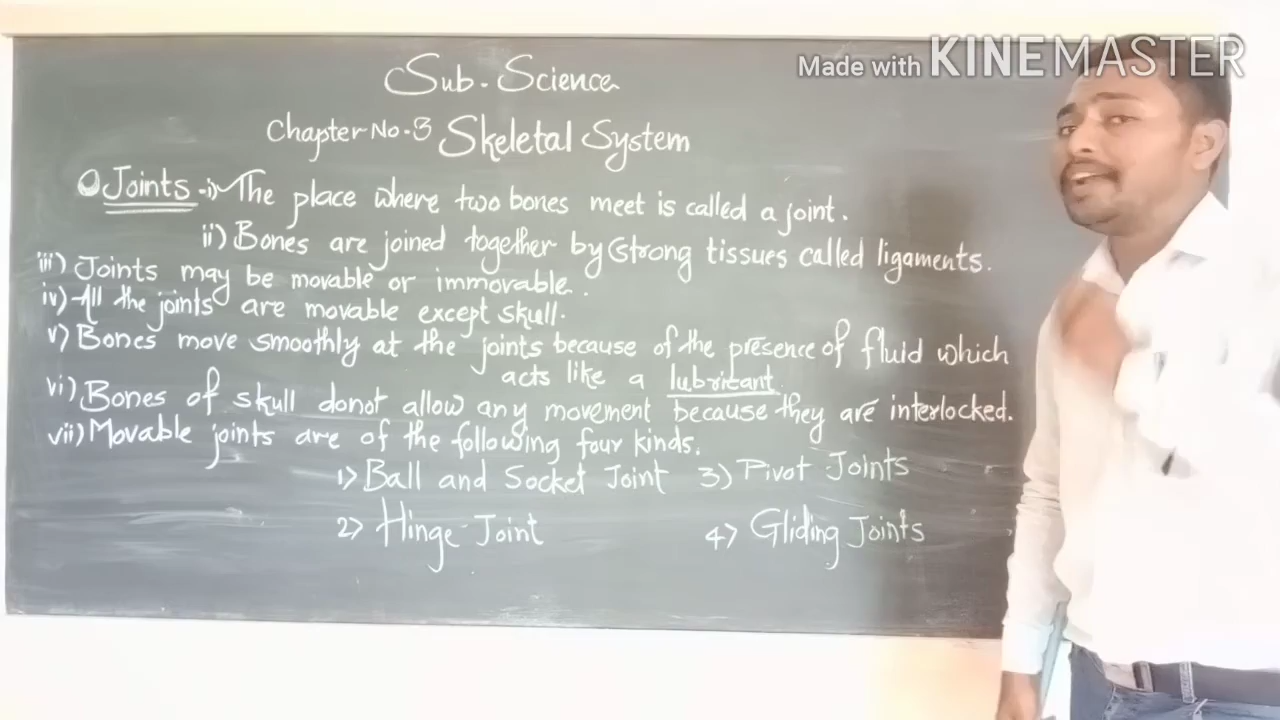 Made with KINEMASTER
Sub - Science
Chapter No - 3 Skeletal System
Joints - i) The place where two bones meet is called a joint.
ii) Bones are joined together by strong tissues called ligaments.
iii) Joints may be movable or immovable.
iv) All the joints are movable except skull.
v) Bones move smoothly at the joints because of the presence of fluid which
acts like a lubricant
vi) Bones of skull donot allow any movement because they are interlocked.
vii) Movable joints are of the following four kinds.
1) Ball and Socket Joint 3) Pivot Joints
2) Hinge Joint 4) Gliding Joints